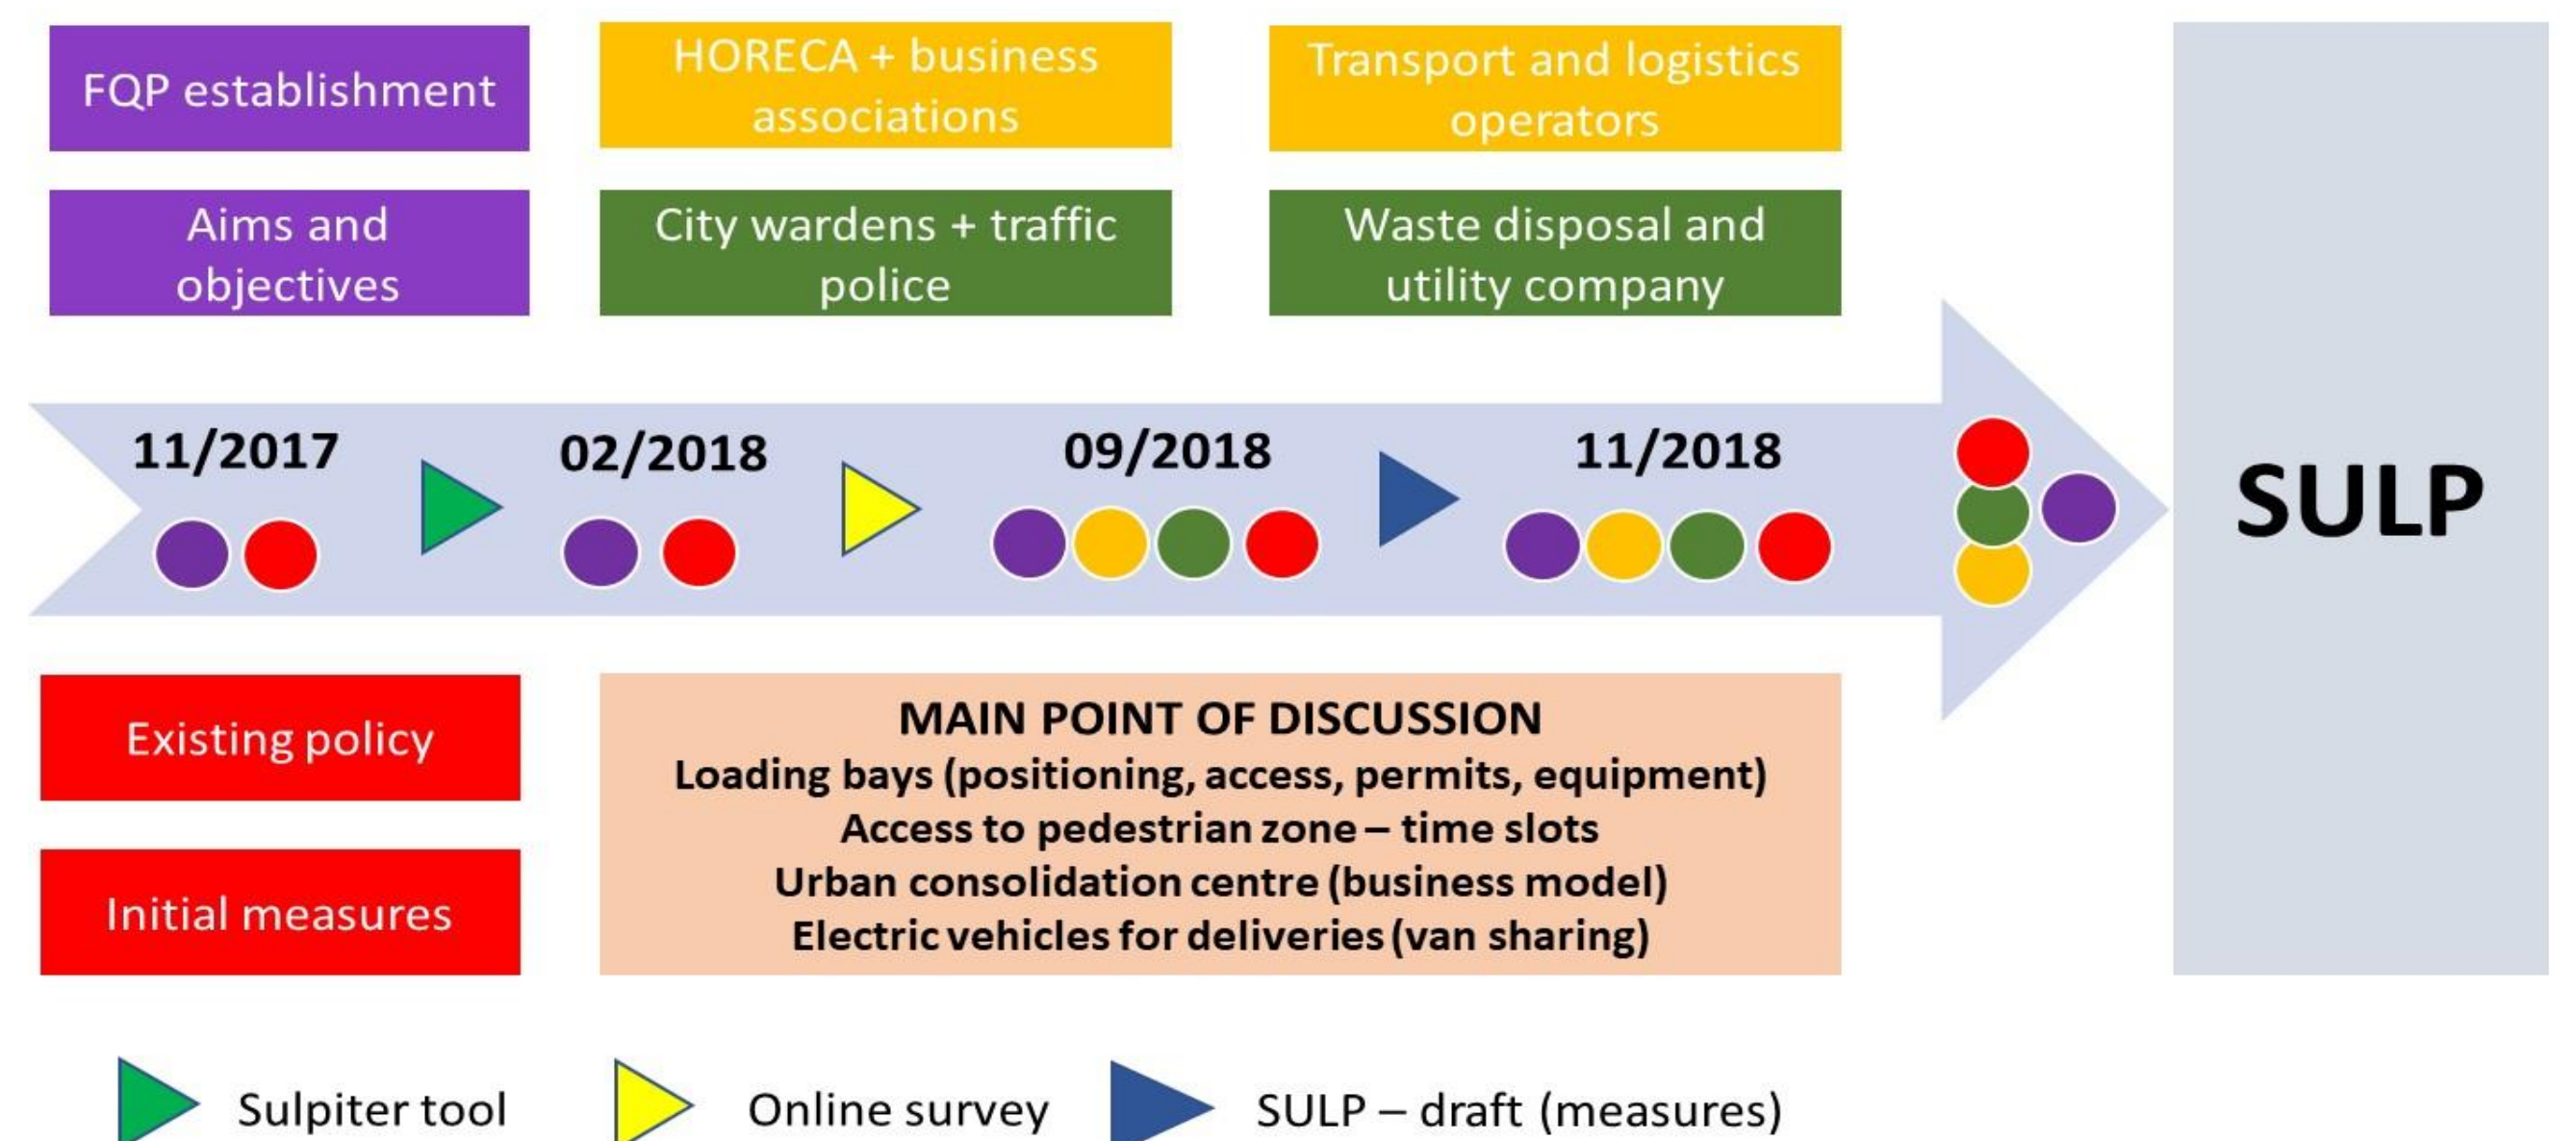 FQP establishment
HORECA + business
associations
Transport and logistics
operators
Aims and
objectives
City wardens + traffic
police
Waste disposal and
utility company
11/2017
02/2018
09/2018
11/2018
SULP
Existing policy
Initial measures
MAIN POINT OF DISCUSSION
Loading bays (positioning, access, permits, equipment)
Access to pedestrian zone – time slots
Urban consolidation centre (business model)
Electric vehicles for deliveries (van sharing)
Sulpiter tool
Online survey
SULP – draft (measures)